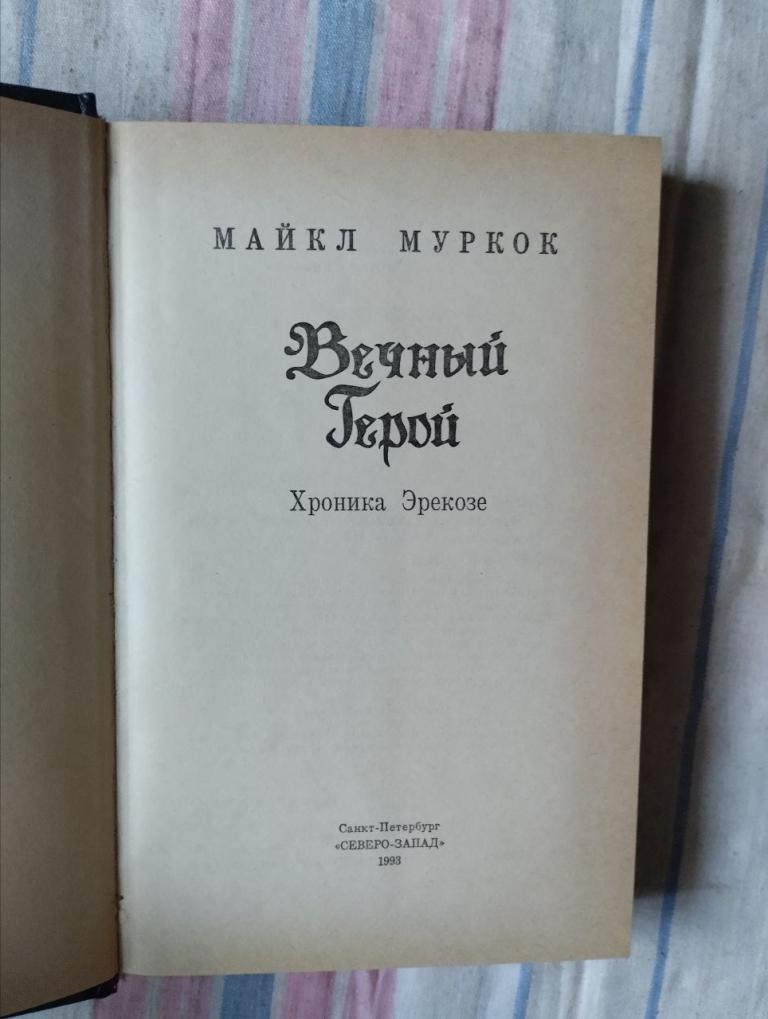 МАЙКЛ МУРКОК
Вечный
Герой
Хроника Эрекозе
Санкт-Петербург
«СЕВЕРО-ЗАПАД»
1993